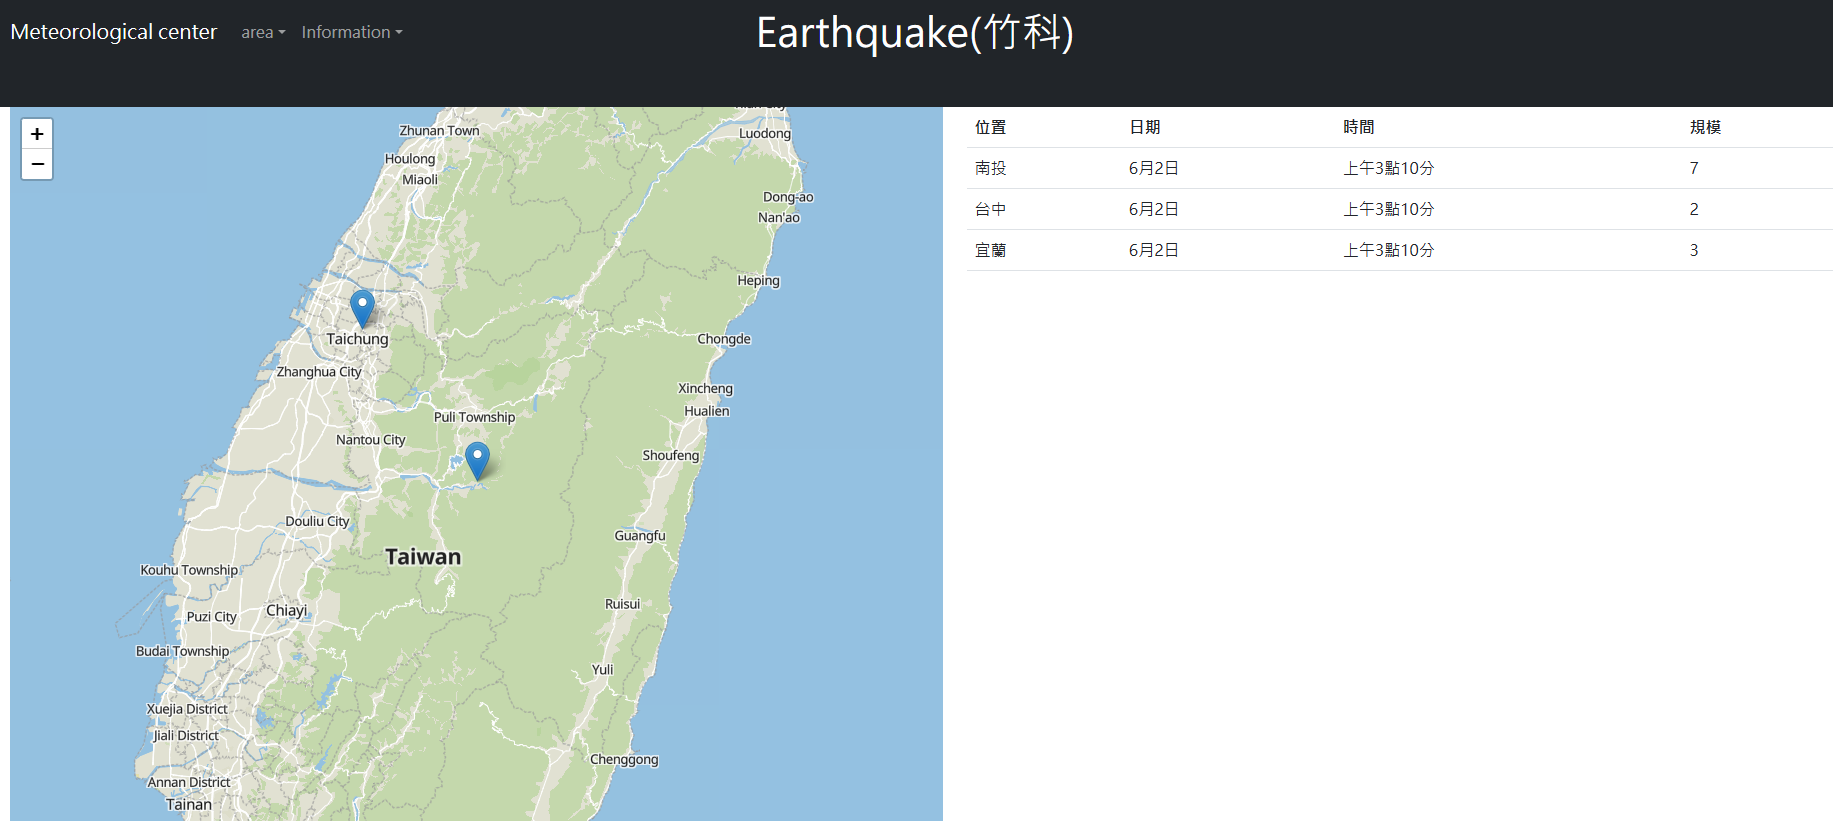 Meteorological center area Information
Earthquake(竹科)
+
−
Zhunan Town
Luodong
Houlong
Miaoli
Dong-ao
Nan'ao
Heping
Taichung
Chongde
Zhanghua City
Xincheng
Hualien
Puli Township
Nantou City
Shoufeng
Douliu City
Guangfu
Taiwan
Kouhu Township
Ruisui
Chiayi
Puzi City
Budai Township
Yuli
Xuejia District
Jiali District
Chenggong
Annan District
Tainan
位置 日期 時間 規模
南投 6月2日 上午3點10分 7
台中 6月2日 上午3點10分 2
宜蘭 6月2日 上午3點10分 3